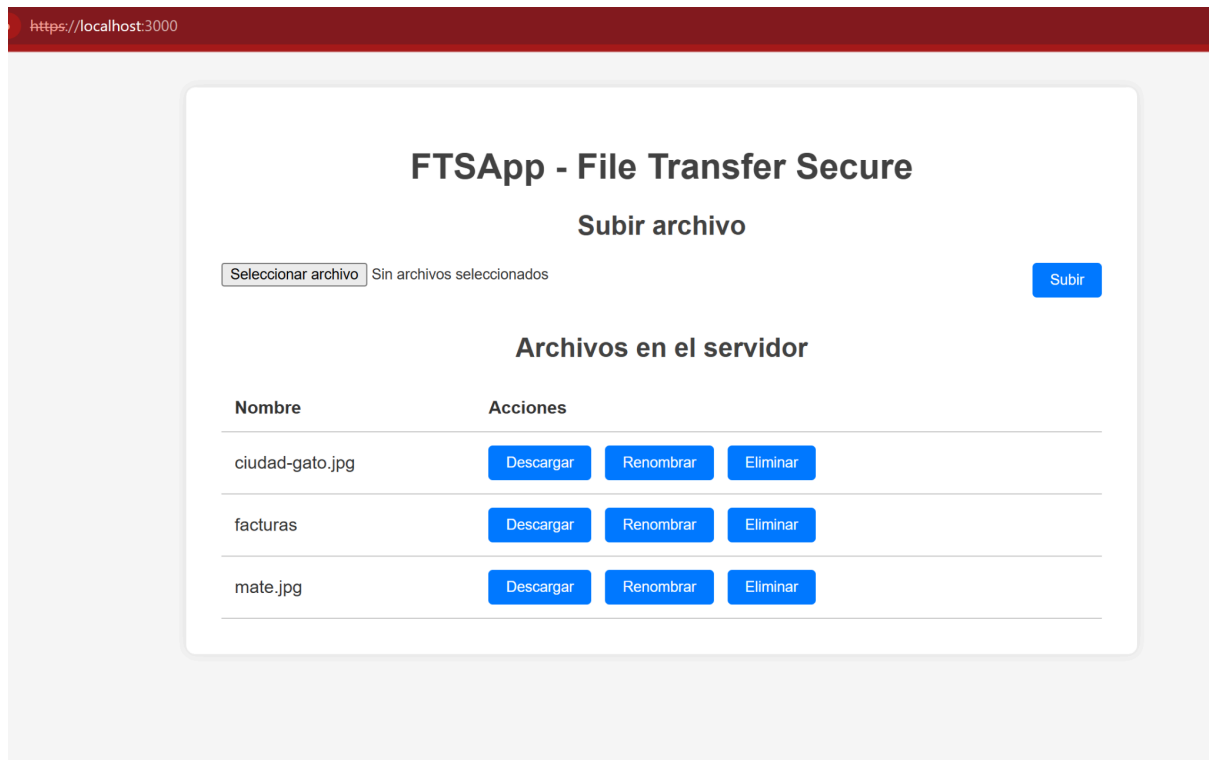 https://localhost:3000
FTSApp - File Transfer Secure
Subir archivo
Seleccionar archivo Sin archivos seleccionados Subir
Archivos en el servidor
Nombre Acciones
ciudad-gato.jpg Descargar Renombrar Eliminar
facturas Descargar Renombrar Eliminar
mate.jpg Descargar Renombrar Eliminar